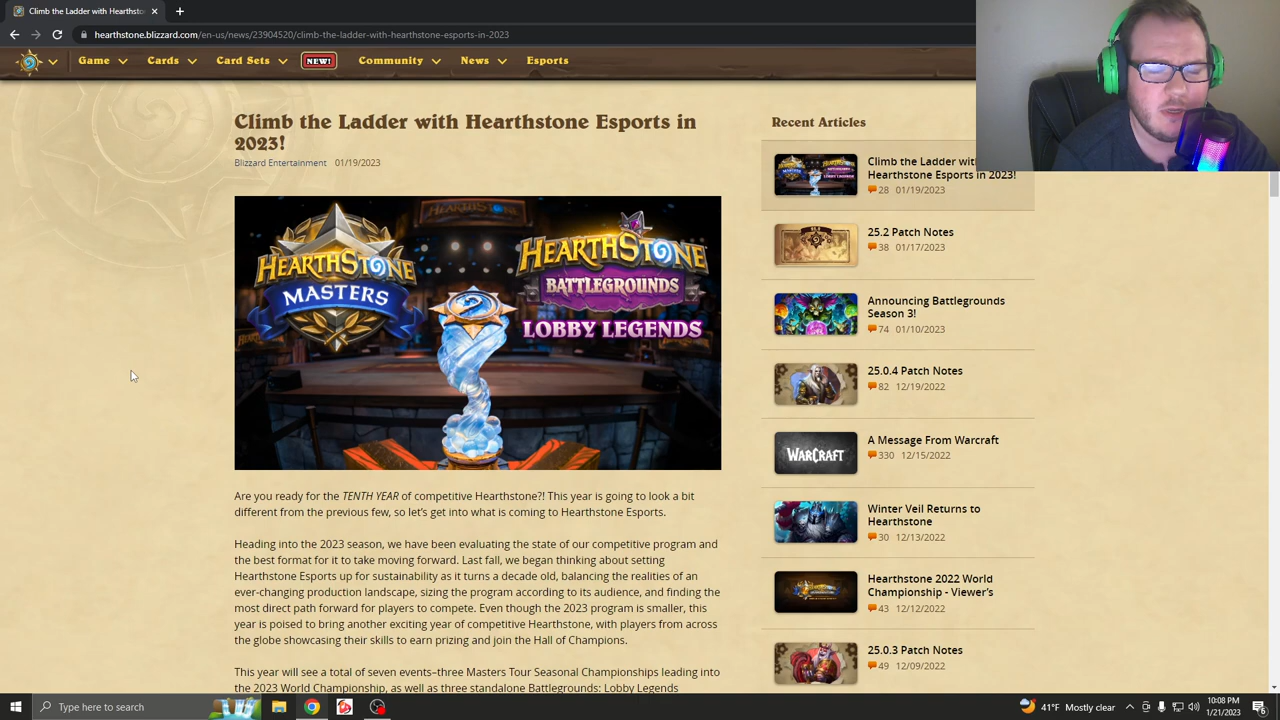 Climb the Ladder with Hearthstone
hearthstone.blizzard.com/en-us/news/23904520/climb-the-ladder-with-hearthstone-esports-in-2023
Game
Cards
Card Sets
NEW!
Community
News
Esports
Climb the Ladder with Hearthstone Esports in
2023!
Blizzard Entertainment 01/19/2023
HEARTHSTONE
MASTERS
HEARTHSTONE
BATTLEGROUNDS
LOBBY LEGENDS
HEARTHSTONE
Are you ready for the TENTH YEAR of competitive Hearthstone?! This year is going to look a bit
different from the previous few, so let's get into what is coming to Hearthstone Esports.
Heading into the 2023 season, we have been evaluating the state of our competitive program and
the best format for it to take moving forward. Last fall, we began thinking about setting
Hearthstone Esports up for sustainability as it turns a decade old, balancing the realities of an
ever-changing production landscape, sizing the program according to its audience, and finding the
most direct path forward for players to compete. Even though the 2023 program is smaller, this
year is poised to bring another exciting year of competitive Hearthstone, with players from across
the globe showcasing their skills to earn prizing and join the Hall of Champions.
This year will see a total of seven events–three Masters Tour Seasonal Championships leading into
the 2023 World Championship, as well as three standalone Battlegrounds: Lobby Legends
Recent Articles
Climb the Ladder with
Hearthstone Esports in 2023!
28 01/19/2023
25.2 Patch Notes
38 01/17/2023
Announcing Battlegrounds
Season 3!
74 01/10/2023
25.0.4 Patch Notes
82 12/19/2022
WARCRAFT
A Message From Warcraft
330 12/15/2022
Winter Veil Returns to
Hearthstone
30 12/13/2022
Hearthstone 2022 World
Championship - Viewer's
43 12/12/2022
25.0.3 Patch Notes
49 12/09/2022
Type here to search
41°F Mostly clear
10:08 PM
1/21/2023
6